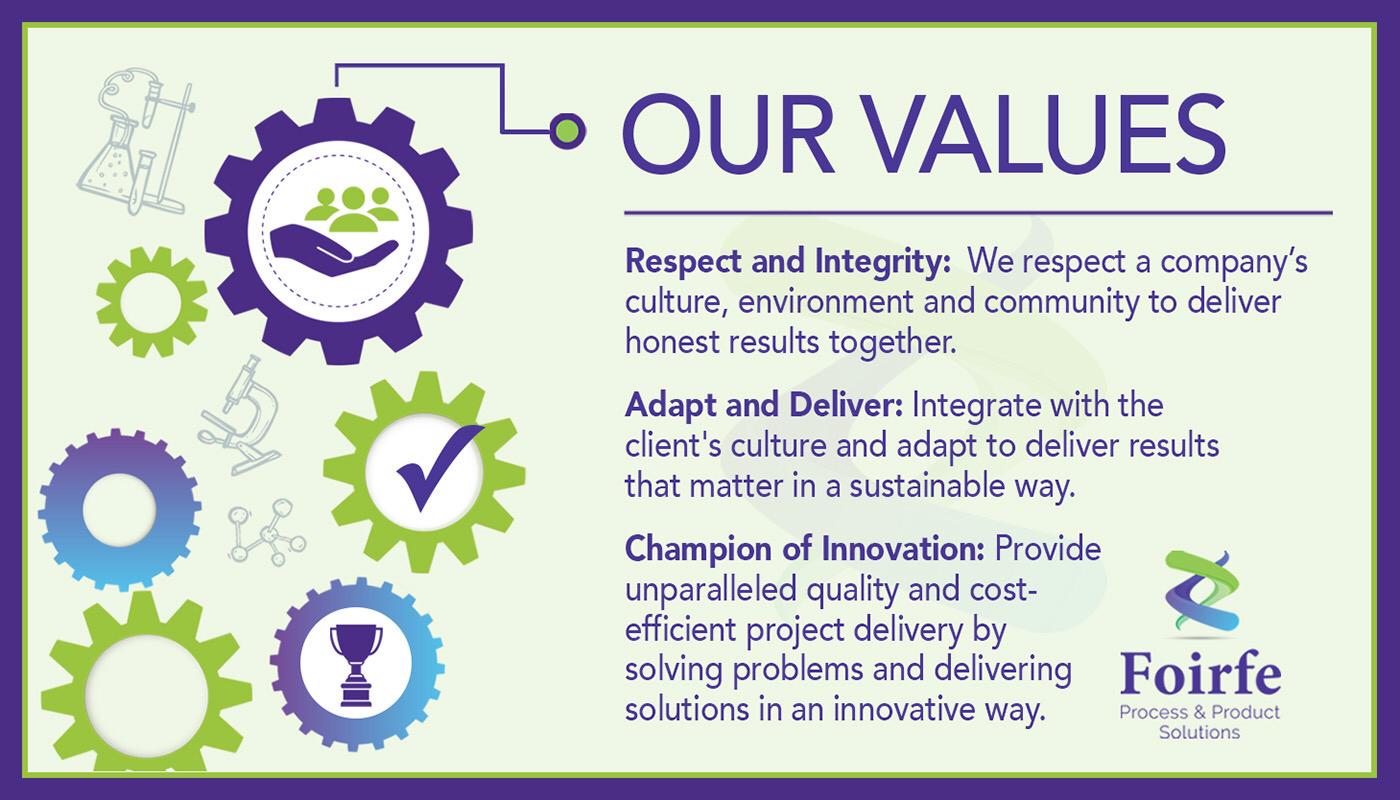 OUR VALUES
Respect and Integrity: We respect a company’s
culture, environment and community to deliver
honest results together.
Adapt and Deliver: Integrate with the
client's culture and adapt to deliver results
that matter in a sustainable way.
Champion of Innovation: Provide
unparalleled quality and cost-
efficient project delivery by
solving problems and delivering
solutions in an innovative way.
Foirfe
Process & Product
Solutions